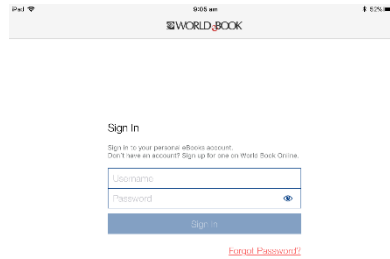 iPad 9:05 am 52%
WORLD BOOK
Sign In
Sign in to your personal eBooks account.
Don't have an account? Sign up for one on World Book Online.
Username
Password
Sign In
Forgot Password?